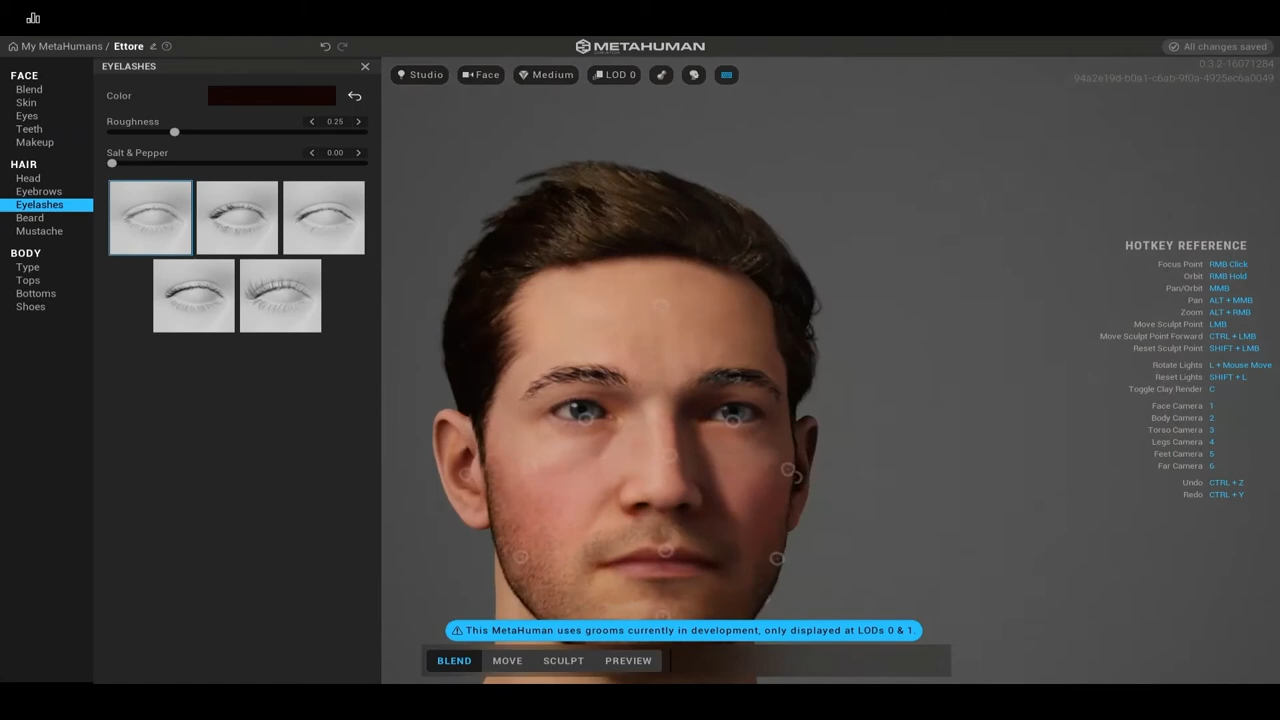 My MetaHumans / Ettore
METAHUMAN
All changes saved
0.3.2-16071284
94a2e19d-b0a1-c6ab-9f0a-4925ec6a0049
FACE
Blend
Skin
Eyes
Teeth
Makeup
HAIR
Head
Eyebrows
Eyelashes
Beard
Mustache
BODY
Type
Tops
Bottoms
Shoes
EYELASHES
Color
Roughness 0.25
Salt & Pepper 0.00
Studio Face Medium LOD 0
HOTKEY REFERENCE
Focus Point RMB Click
Orbit RMB Hold
Pan/Orbit MMB
Pan ALT + MMB
Zoom ALT + RMB
Move Sculpt Point LMB
Move Sculpt Point Forward CTRL + LMB
Reset Sculpt Point SHIFT + LMB
Rotate Lights L + Mouse Move
Reset Lights SHIFT + L
Toggle Clay Render C
Face Camera 1
Body Camera 2
Torso Camera 3
Legs Camera 4
Feet Camera 5
Far Camera 6
Undo CTRL + Z
Redo CTRL + Y
This MetaHuman uses grooms currently in development, only displayed at LODs 0 & 1.
BLEND MOVE SCULPT PREVIEW